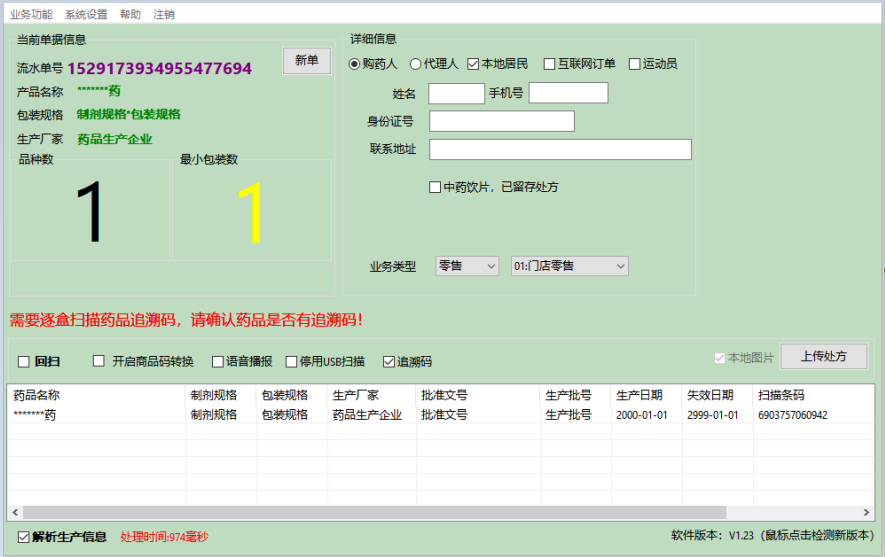 业务功能 系统设置 帮助 注销
当前单据信息
流水单号 1529173934955477694 新单
产品名称 *******药
包装规格 制剂规格*包装规格
生产厂家 药品生产企业
品种数 最小包装数
1 1
详细信息
购药人 代理人 本地居民 互联网订单 运动员
姓名 手机号
身份证号
联系地址
中药饮片，已留存处方
业务类型 零售 01:门店零售
需要逐盒扫描药品追溯码，请确认药品是否有追溯码！
回扫 开启商品码转换 语音播报 停用USB扫描 追溯码 本地图片 上传处方
药品名称 制剂规格 包装规格 生产厂家 批准文号 生产批号 生产日期 失效日期 扫描条码
*******药 制剂规格 包装规格 药品生产企业 批准文号 生产批号 2000-01-01 2999-01-01 6903757060942
解析生产信息 处理时间:974毫秒 软件版本：V1.23（鼠标点击检测新版本）